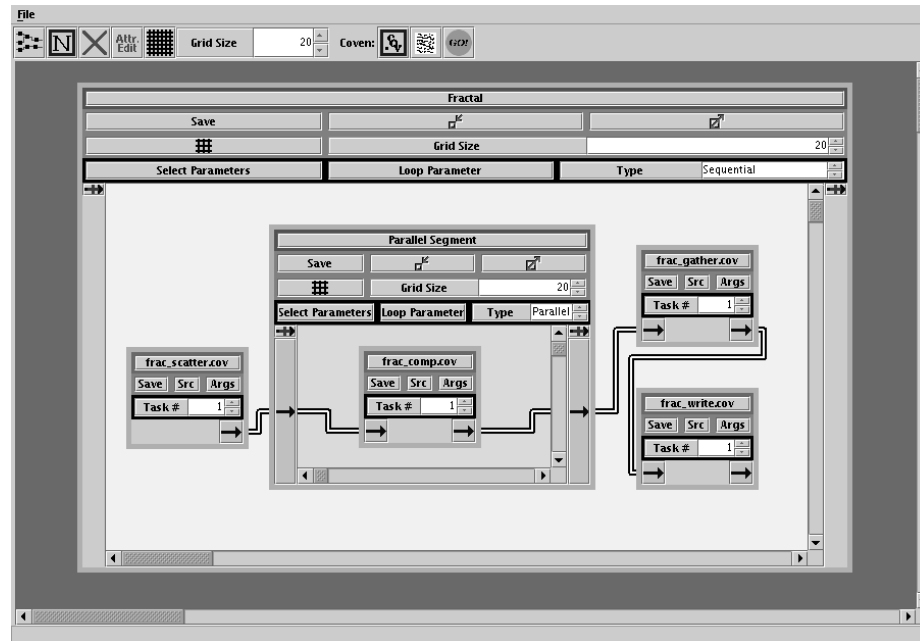 File
Attr. Edit Grid Size 20 Coven: GO!
Fractal
Save
Grid Size 20
Select Parameters Loop Parameter Type Sequential
Parallel Segment
Save
Grid Size 20
Select Parameters Loop Parameter Type Parallel
frac_gather.cov
Save Src Args
Task # 1
frac_scatter.cov
Save Src Args
Task # 1
frac_comp.cov
Save Src Args
Task # 1
frac_write.cov
Save Src Args
Task # 1